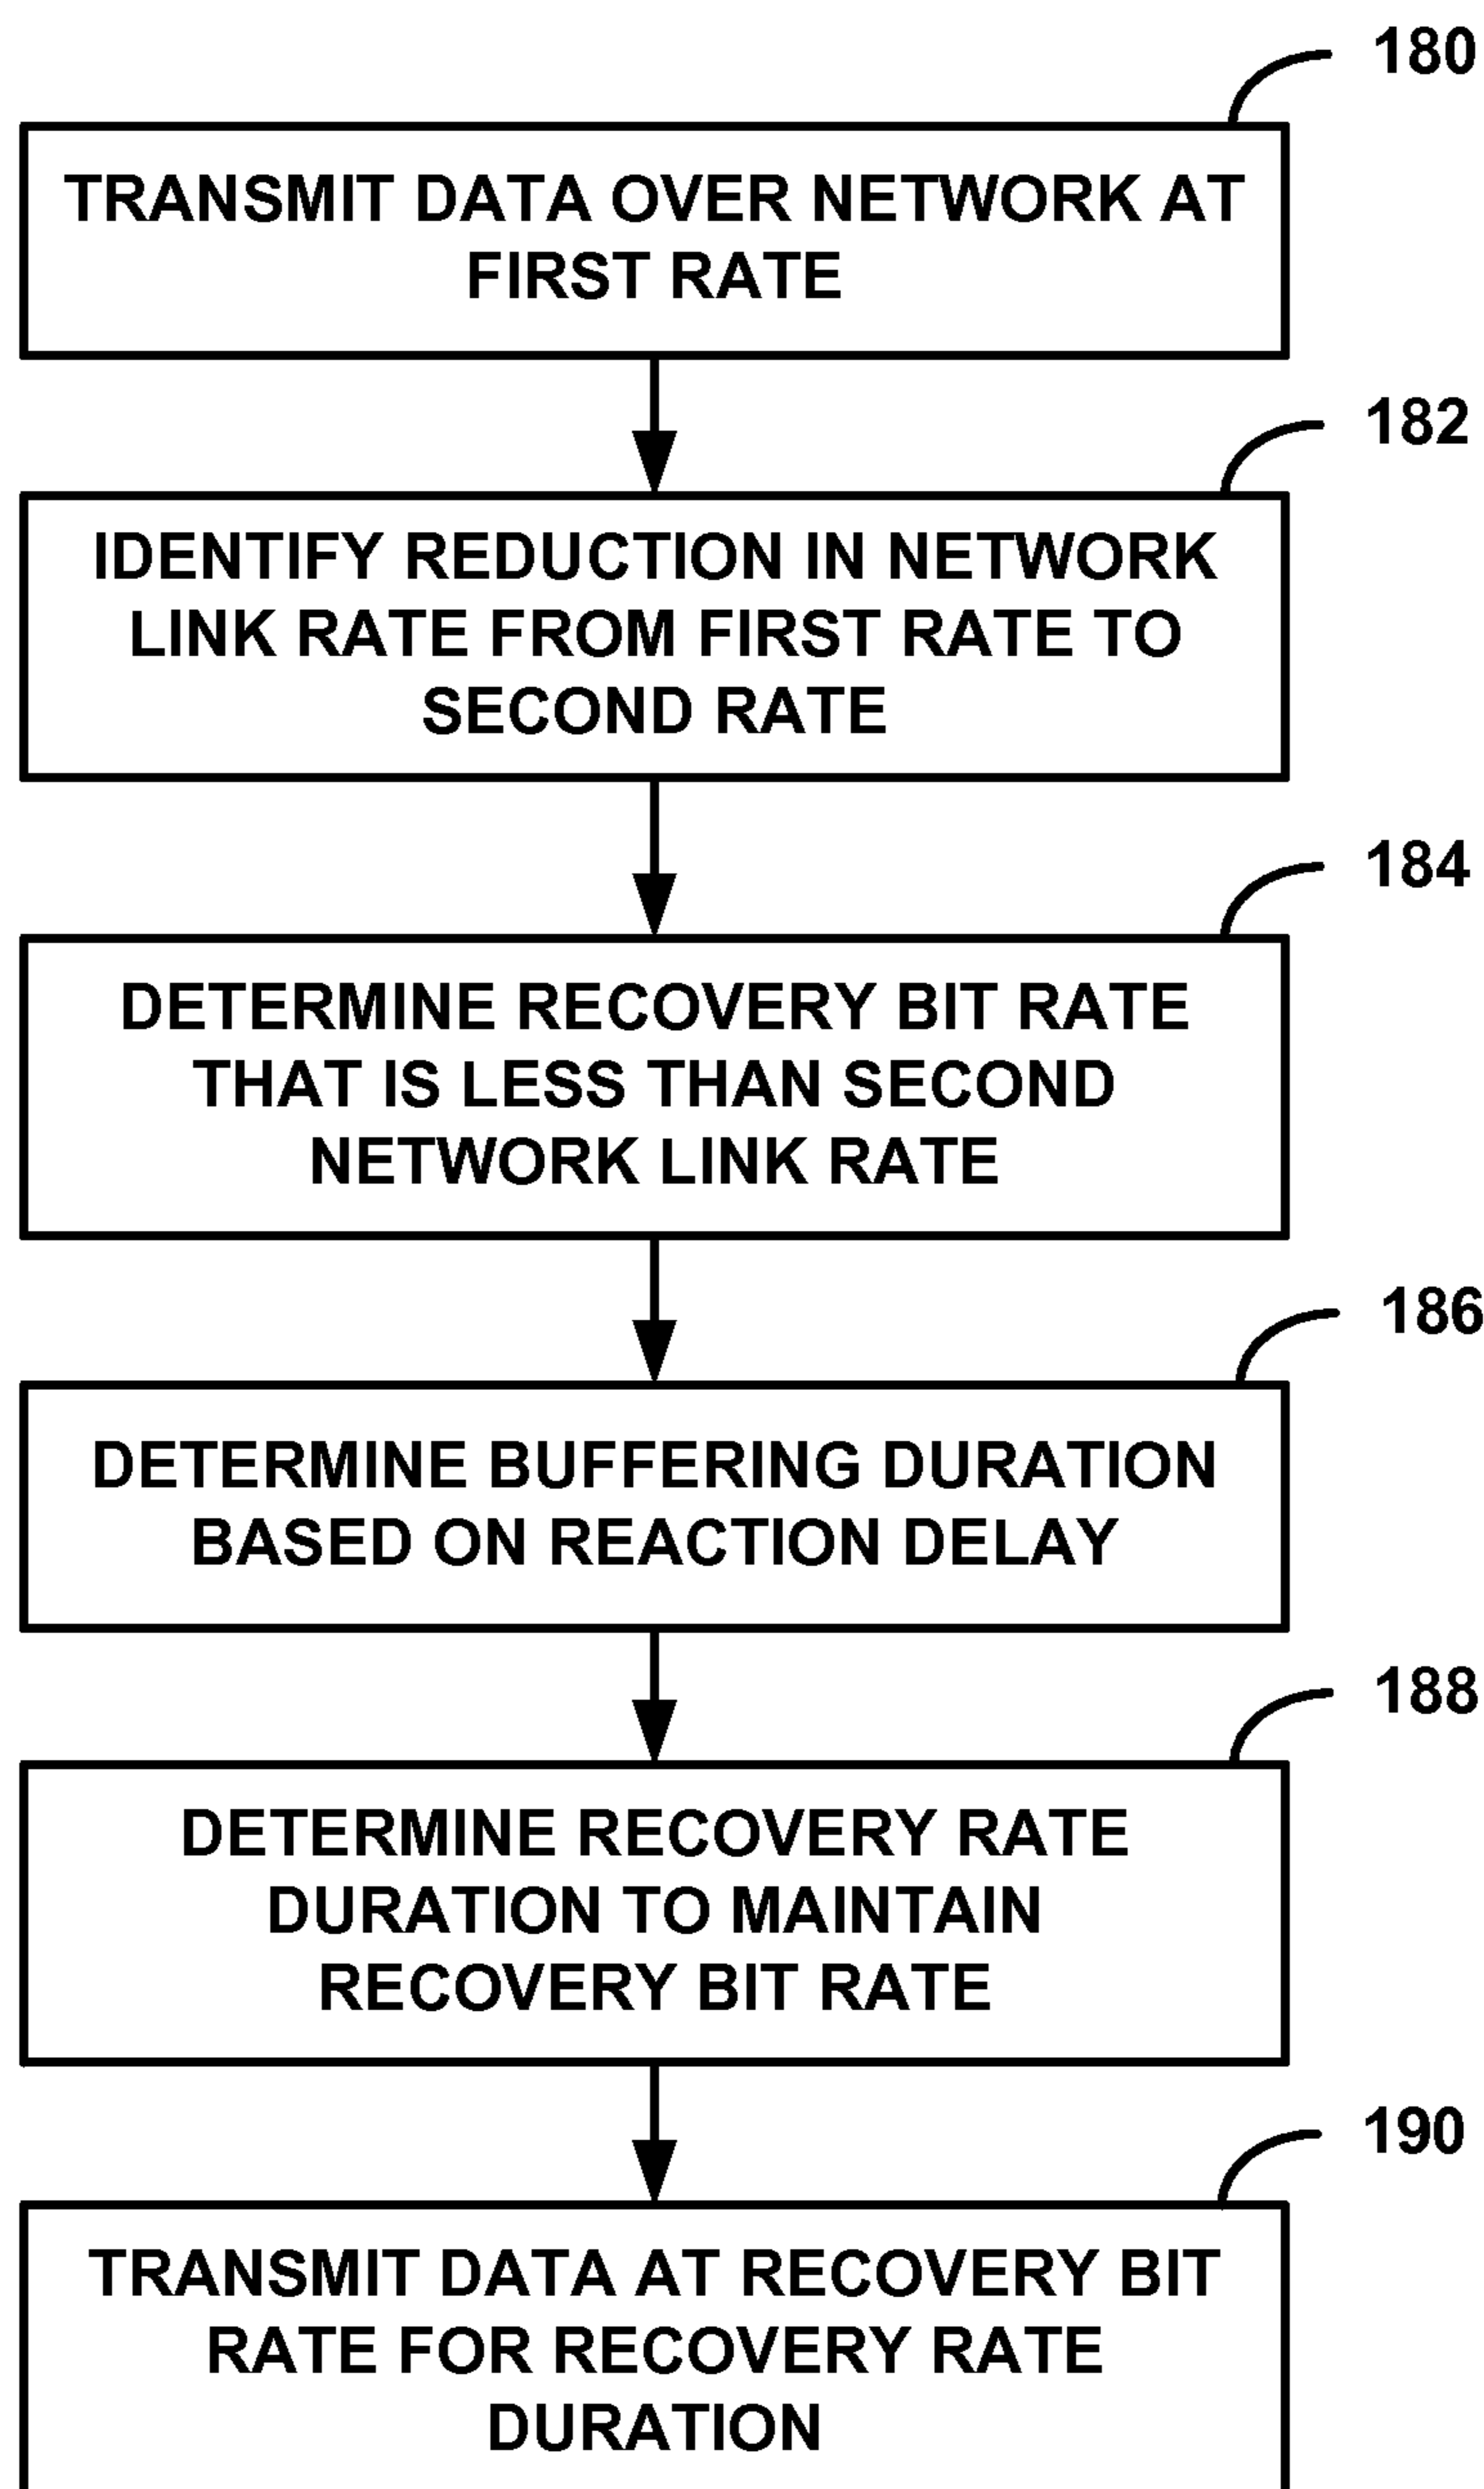 180
TRANSMIT DATA OVER NETWORK AT
FIRST RATE
182
IDENTIFY REDUCTION IN NETWORK
LINK RATE FROM FIRST RATE TO
SECOND RATE
184
DETERMINE RECOVERY BIT RATE
THAT IS LESS THAN SECOND
NETWORK LINK RATE
186
DETERMINE BUFFERING DURATION
BASED ON REACTION DELAY
188
DETERMINE RECOVERY RATE
DURATION TO MAINTAIN
RECOVERY BIT RATE
190
TRANSMIT DATA AT RECOVERY BIT
RATE FOR RECOVERY RATE
DURATION